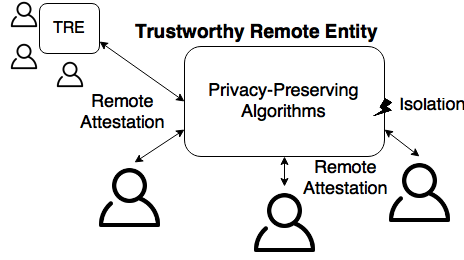 TRE
Trustworthy Remote Entity
Remote
Attestation
Privacy-Preserving
Algorithms
Isolation
Remote
Attestation